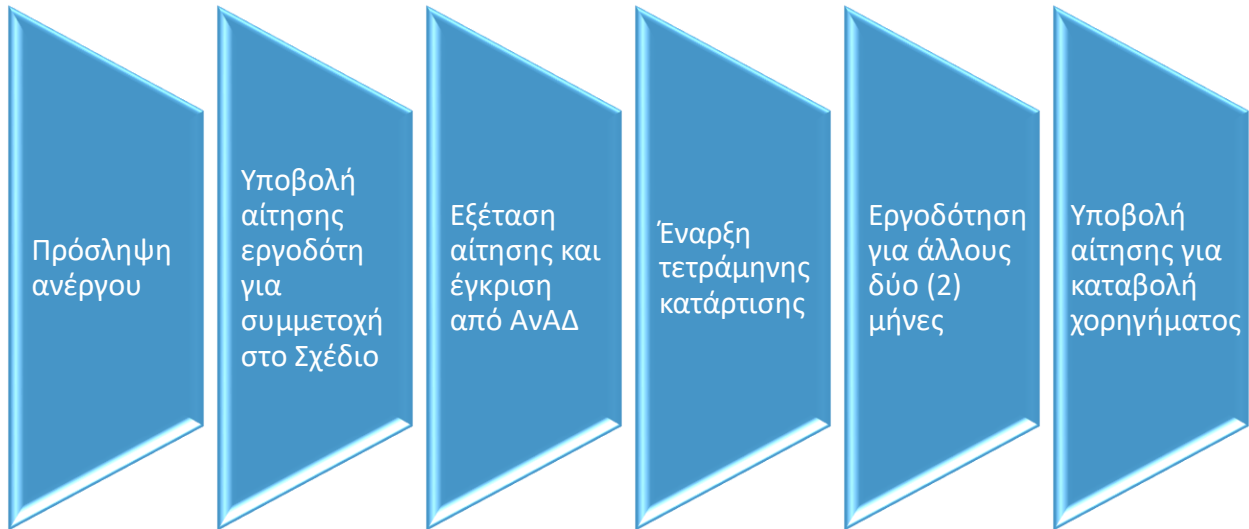 Πρόσληψη
ανέργου
Υποβολή
αίτησης
εργοδότη
για
συμμετοχή
στο Σχέδιο
Εξέταση
αίτησης και
έγκριση
από ΑνΑΔ
Έναρξη
τετράμηνης
κατάρτισης
Εργοδότηση
για άλλους
δύο (2)
μήνες
Υποβολή
αίτησης για
καταβολή
χορηγήματος